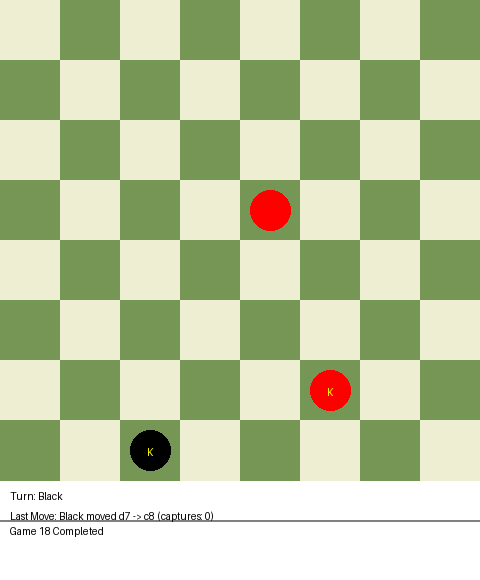 K
K
Turn: Black
Last Move: Black moved d7 -> c8 (captures: 0)
Game 18 Completed